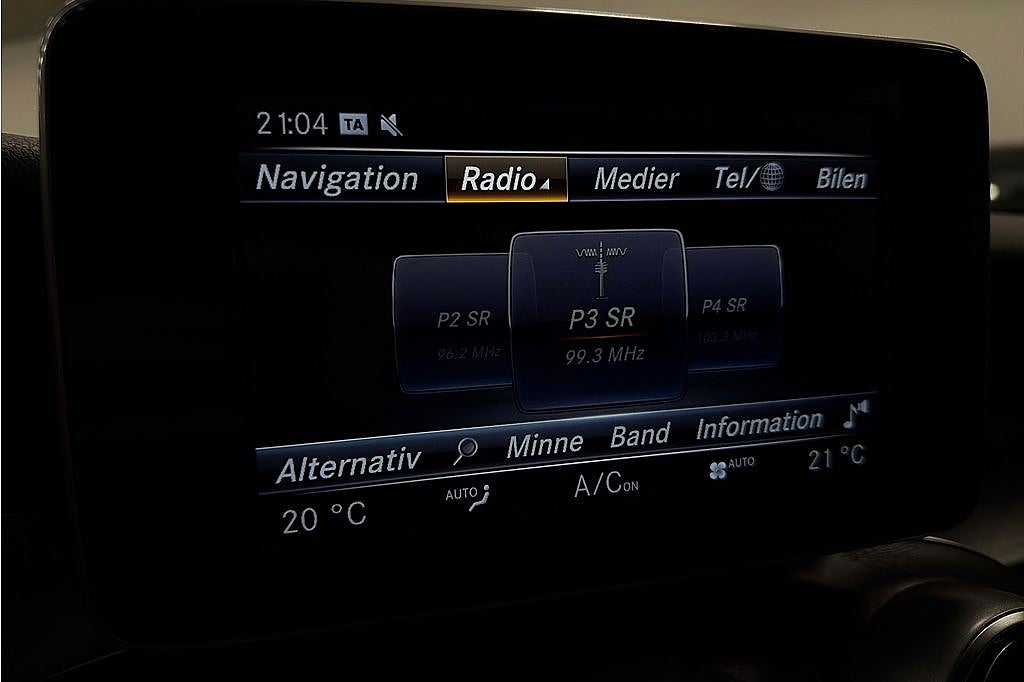 21:04 TA
Navigation Radio Medier Tel/ Bilen
P2 SR P3 SR P4 SR
96.2 MHz 99.3 MHz 103.3 MHz
Alternativ Minne Band Information
20 °C AUTO A/C ON AUTO 21 °C